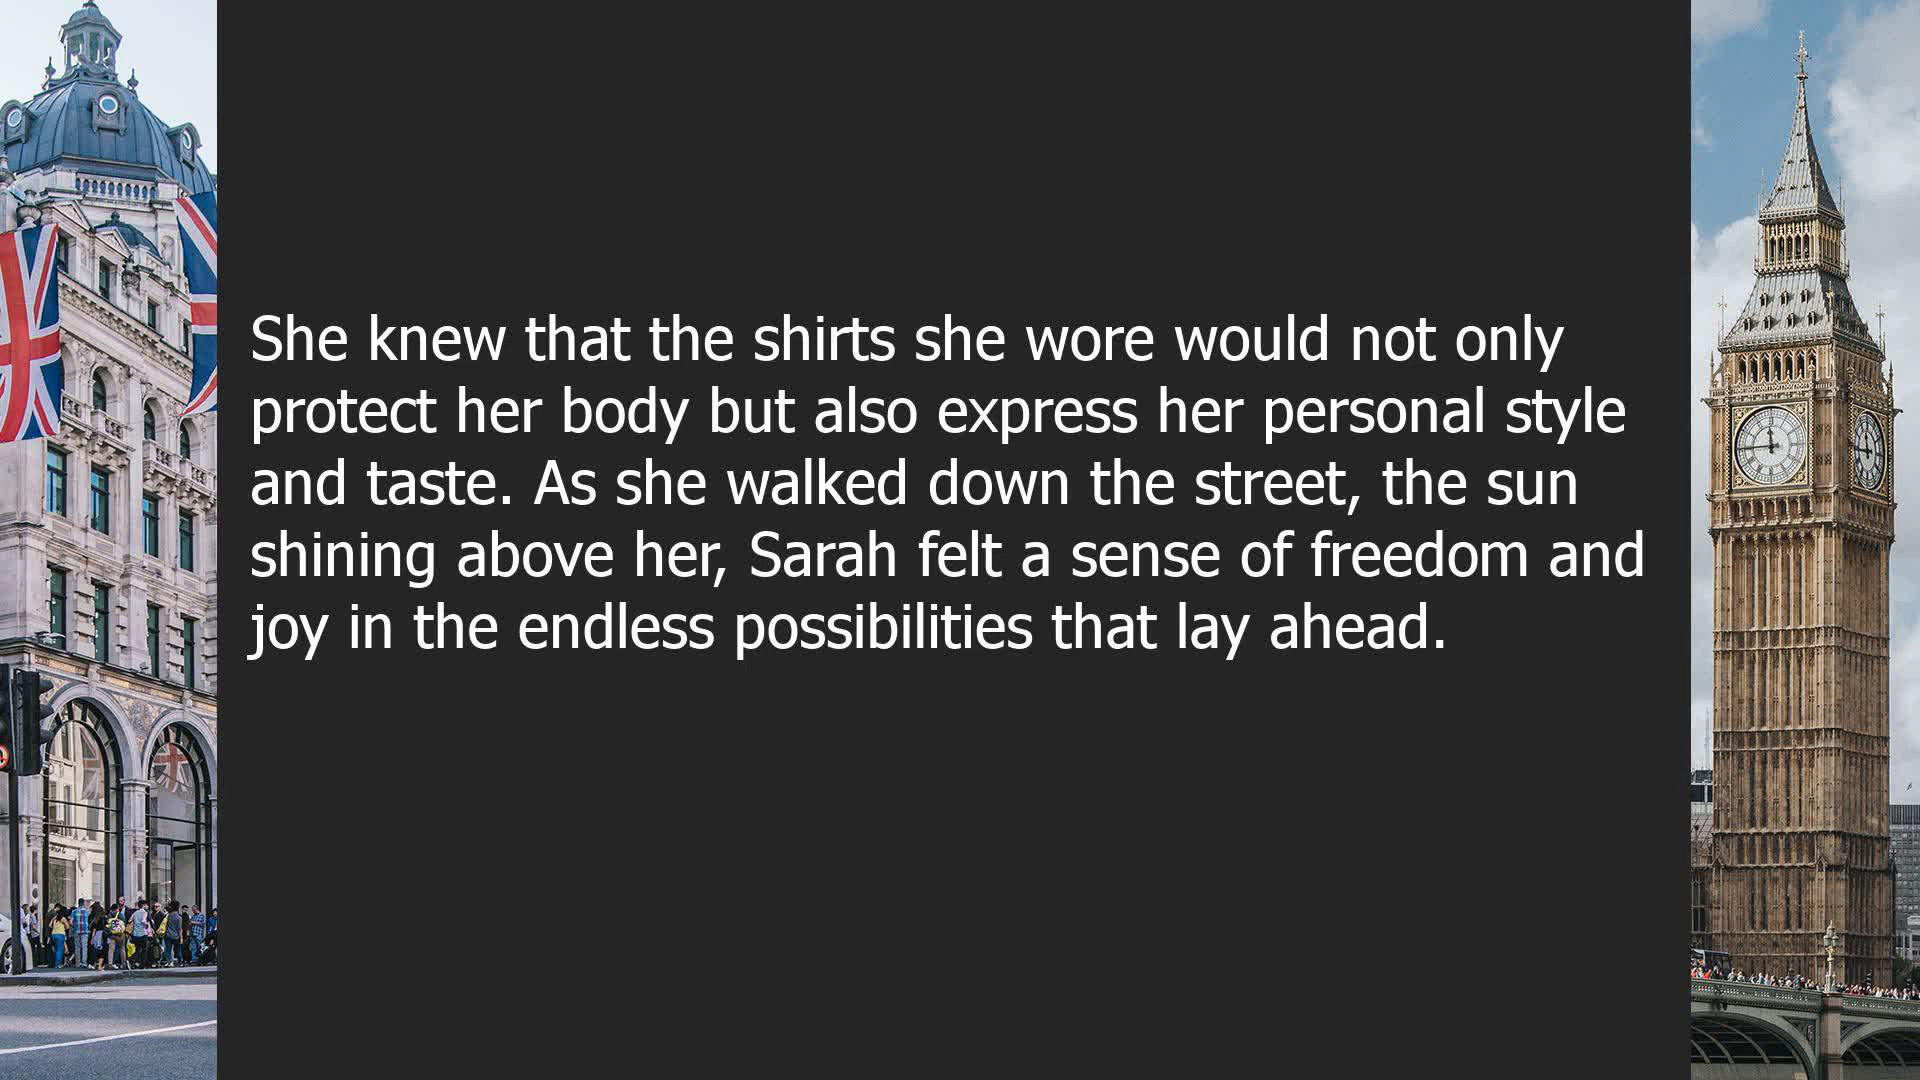 She knew that the shirts she wore would not only
protect her body but also express her personal style
and taste. As she walked down the street, the sun
shining above her, Sarah felt a sense of freedom and
joy in the endless possibilities that lay ahead.